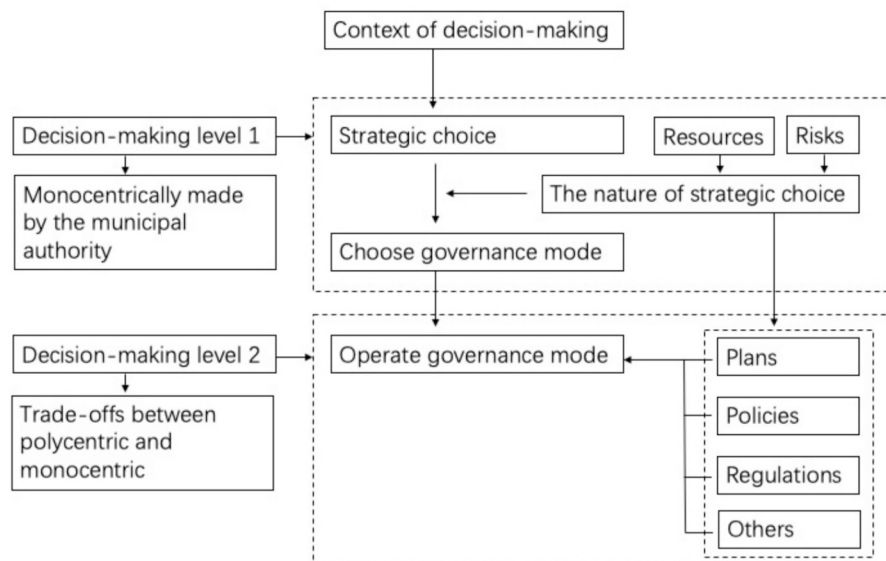 Context of decision-making
Decision-making level 1
Strategic choice
Resources
Risks
Monocentrically made
by the municipal
authority
The nature of strategic choice
Choose governance mode
Decision-making level 2
Operate governance mode
Plans
Trade-offs between
polycentric and
monocentric
Policies
Regulations
Others